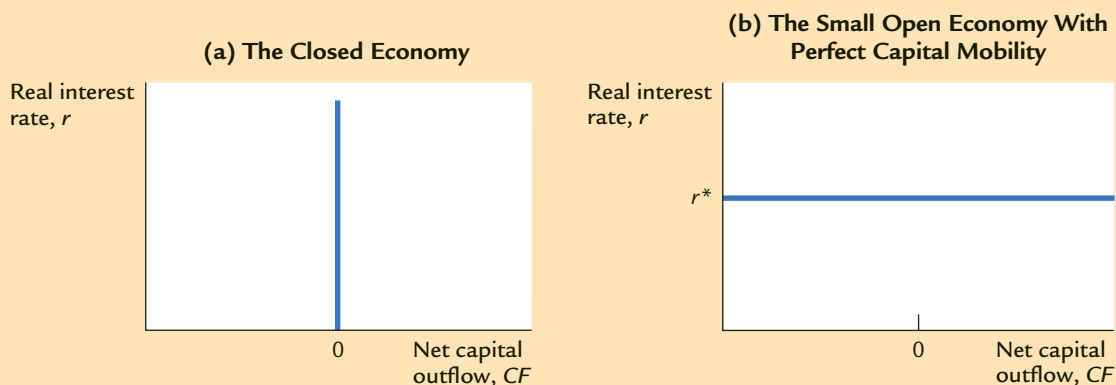 (a) The Closed Economy
Real interest
rate, r
0
Net capital
outflow, CF
(b) The Small Open Economy With
Perfect Capital Mobility
Real interest
rate, r
r*
0
Net capital
outflow, CF